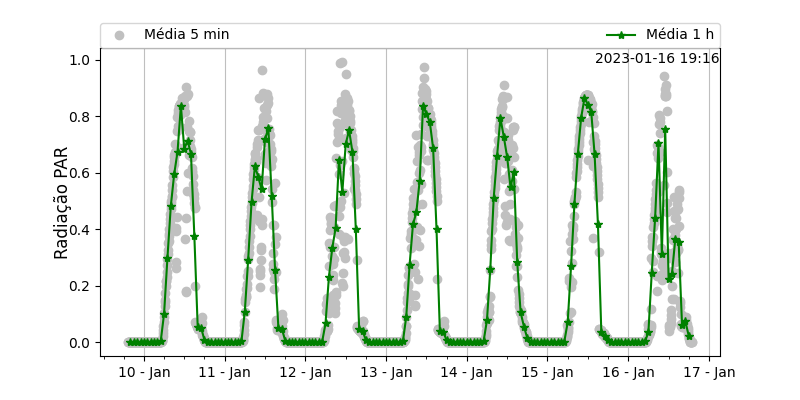 Média 5 min
Média 1 h
2023-01-16 19:16
1.0
0.8
0.6
0.4
0.2
0.0
Radiação PAR
10 - Jan
11 - Jan
12 - Jan
13 - Jan
14 - Jan
15 - Jan
16 - Jan
17 - Jan